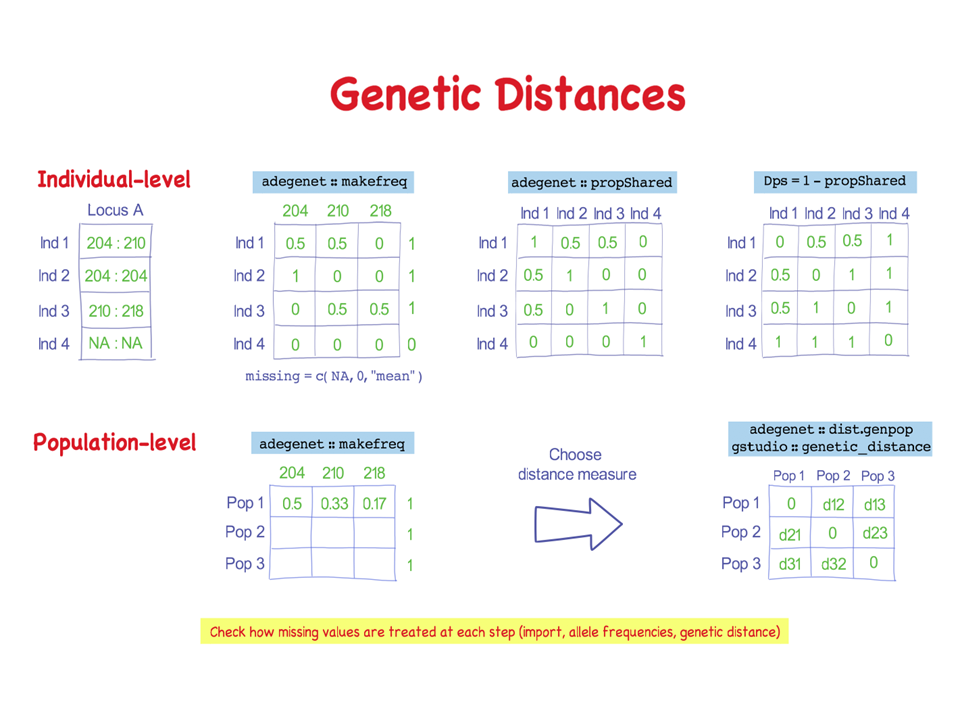 Genetic Distances
Individual-level
Locus A
Ind 1 204 : 210
Ind 2 204 : 204
Ind 3 210 : 218
Ind 4 NA : NA
adegenet :: makefreq
204 210 218
Ind 1 0.5 0.5 0 1
Ind 2 1 0 0 1
Ind 3 0 0.5 0.5 1
Ind 4 0 0 0 0
missing = c( NA, 0, "mean" )
adegenet :: propShared
Ind 1 Ind 2 Ind 3 Ind 4
Ind 1 1 0.5 0.5 0
Ind 2 0.5 1 0 0
Ind 3 0.5 0 1 0
Ind 4 0 0 0 1
Dps = 1 - propShared
Ind 1 Ind 2 Ind 3 Ind 4
Ind 1 0 0.5 0.5 1
Ind 2 0.5 0 1 1
Ind 3 0.5 1 0 1
Ind 4 1 1 1 0
Population-level
adegenet :: makefreq
204 210 218
Pop 1 0.5 0.33 0.17 1
Pop 2 1
Pop 3 1
Choose
distance measure
adegenet :: dist.genpop
gstudio :: genetic_distance
Pop 1 Pop 2 Pop 3
Pop 1 0 d12 d13
Pop 2 d21 0 d23
Pop 3 d31 d32 0
Check how missing values are treated at each step (import, allele frequencies, genetic distance)